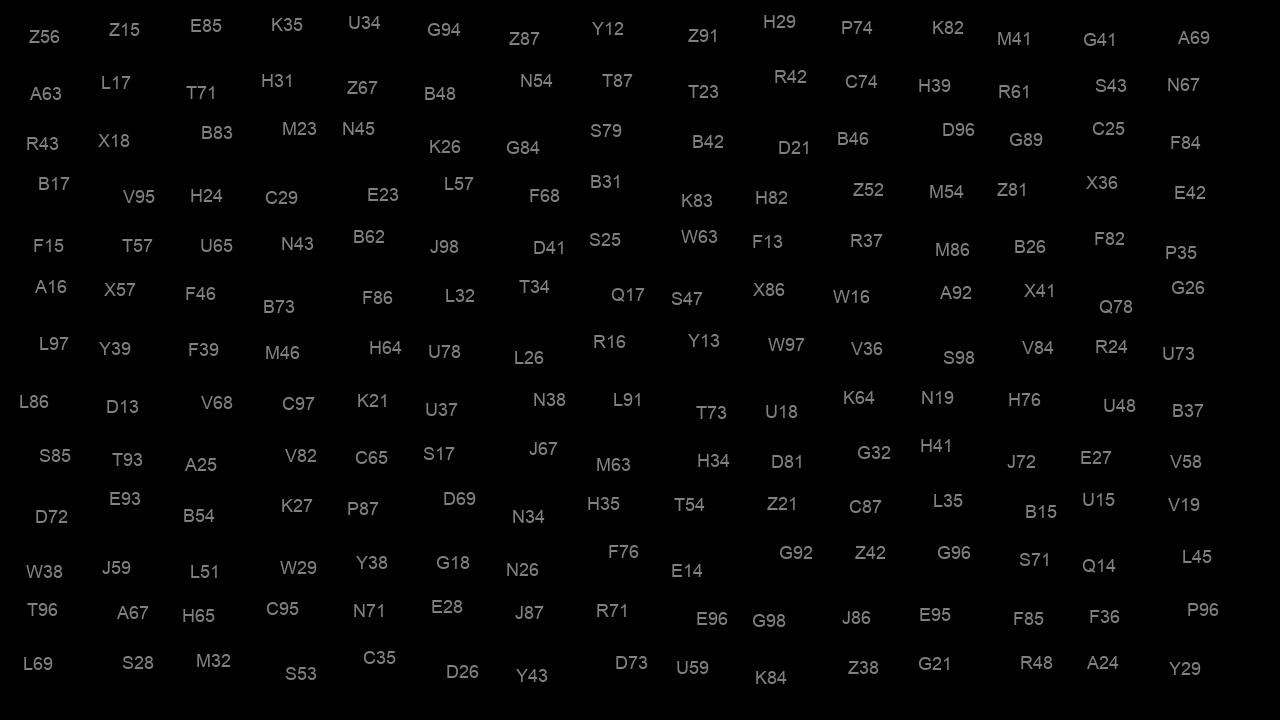 Z56 Z15 E85 K35 U34 G94 Z87 Y12 Z91 H29 P74 K82 M41 G41 A69
A63 L17 T71 H31 Z67 B48 N54 T87 T23 R42 C74 H39 R61 S43 N67
R43 X18 B83 M23 N45 K26 G84 S79 B42 D21 B46 D96 G89 C25 F84
B17 V95 H24 C29 E23 L57 F68 B31 K83 H82 Z52 M54 Z81 X36 E42
F15 T57 U65 N43 B62 J98 D41 S25 W63 F13 R37 M86 B26 F82 P35
A16 X57 F46 B73 F86 L32 T34 Q17 S47 X86 W16 A92 X41 Q78 G26
L97 Y39 F39 M46 H64 U78 L26 R16 Y13 W97 V36 S98 V84 R24 U73
L86 D13 V68 C97 K21 U37 N38 L91 T73 U18 K64 N19 H76 U48 B37
S85 T93 A25 V82 C65 S17 J67 M63 H34 D81 G32 H41 J72 E27 V58
D72 E93 B54 K27 P87 D69 N34 H35 T54 Z21 C87 L35 B15 U15 V19
W38 J59 L51 W29 Y38 G18 N26 F76 E14 G92 Z42 G96 S71 Q14 L45
T96 A67 H65 C95 N71 E28 J87 R71 E96 G98 J86 E95 F85 F36 P96
L69 S28 M32 S53 C35 D26 Y43 D73 U59 K84 Z38 G21 R48 A24 Y29